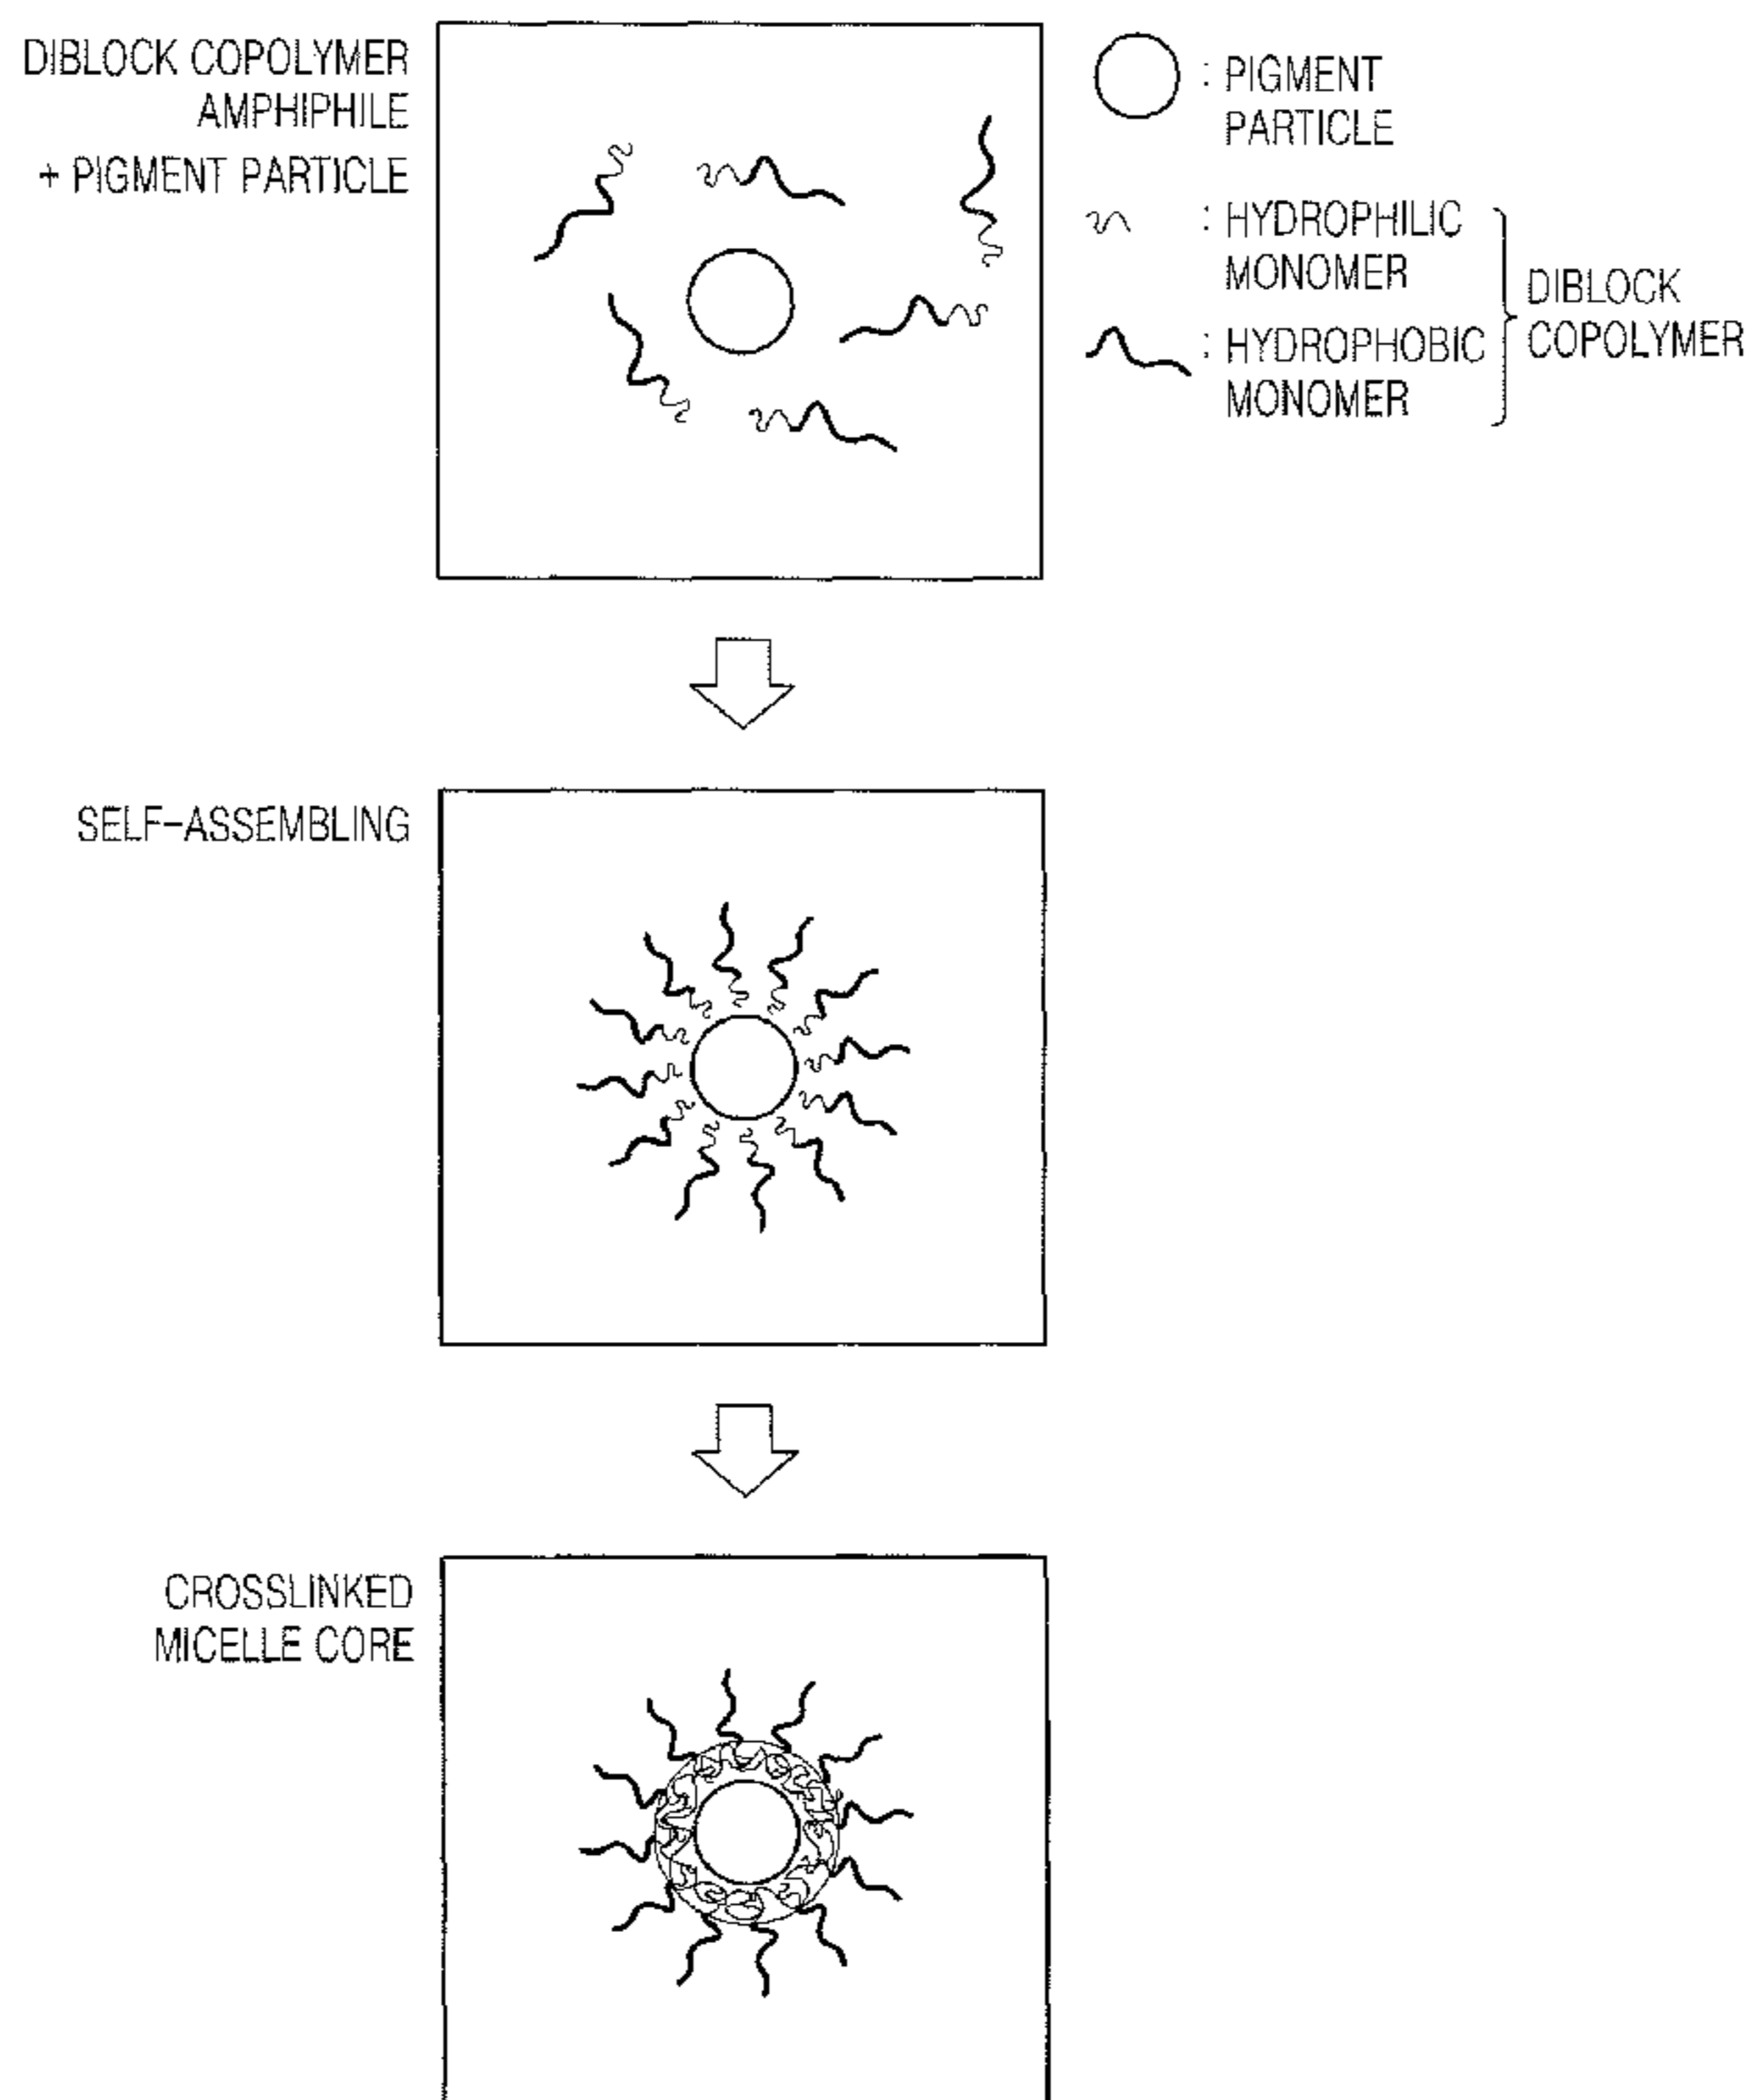 DIBLOCK COPOLYMER
AMPHIPHILE
+ PIGMENT PARTICLE
: PIGMENT
PARTICLE
: HYDROPHILIC
MONOMER
: HYDROPHOBIC
MONOMER
DIBLOCK
COPOLYMER
SELF-ASSEMBLING
CROSSLINKED
MICELLE CORE